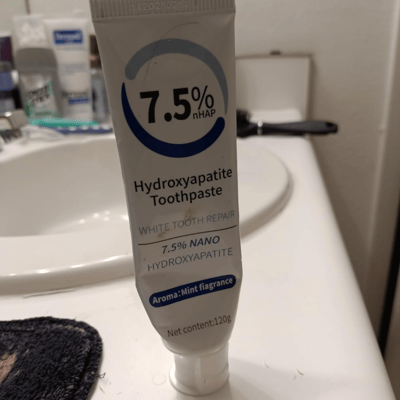 7.5%
nHAP
Hydroxyapatite
Toothpaste
WHITE TOOTH REPAIR
7.5% NANO
HYDROXYAPATITE
Aroma:Mint fiagrance
Net content:120g